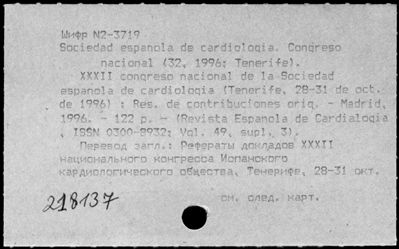 Шифр N2-3719
Sociedad espanola de cardiologia. Congreso
nacional (32, 1996; Tenerife).
XXXII congreso nacional de la Sociedad
espanola de cardiologia (Tenerife, 28-31 de oct.
de 1996) : Res. de contribuciones orig. - Madrid,
1996. - 122 p. - (Revista Espanola de Cardialogia
, ISSN 0300-8932; Vol. 49, supl. 3).
Перевод загл.: Рефераты докладов XXXII
национального конгресса Испанского
кардиологического общества, Тенерифе, 28-31 окт.
см. след. карт.
218137